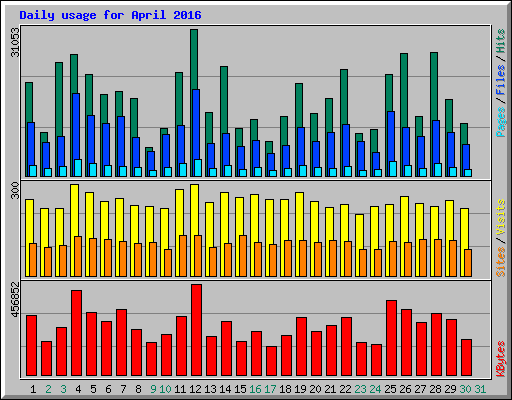 Daily usage for April 2016
31053
Pages / Files / Hits
300
Sites / Visits
456852
KBytes
1 2 3 4 5 6 7 8 9 10 11 12 13 14 15 16 17 18 19 20 21 22 23 24 25 26 27 28 29 30 31